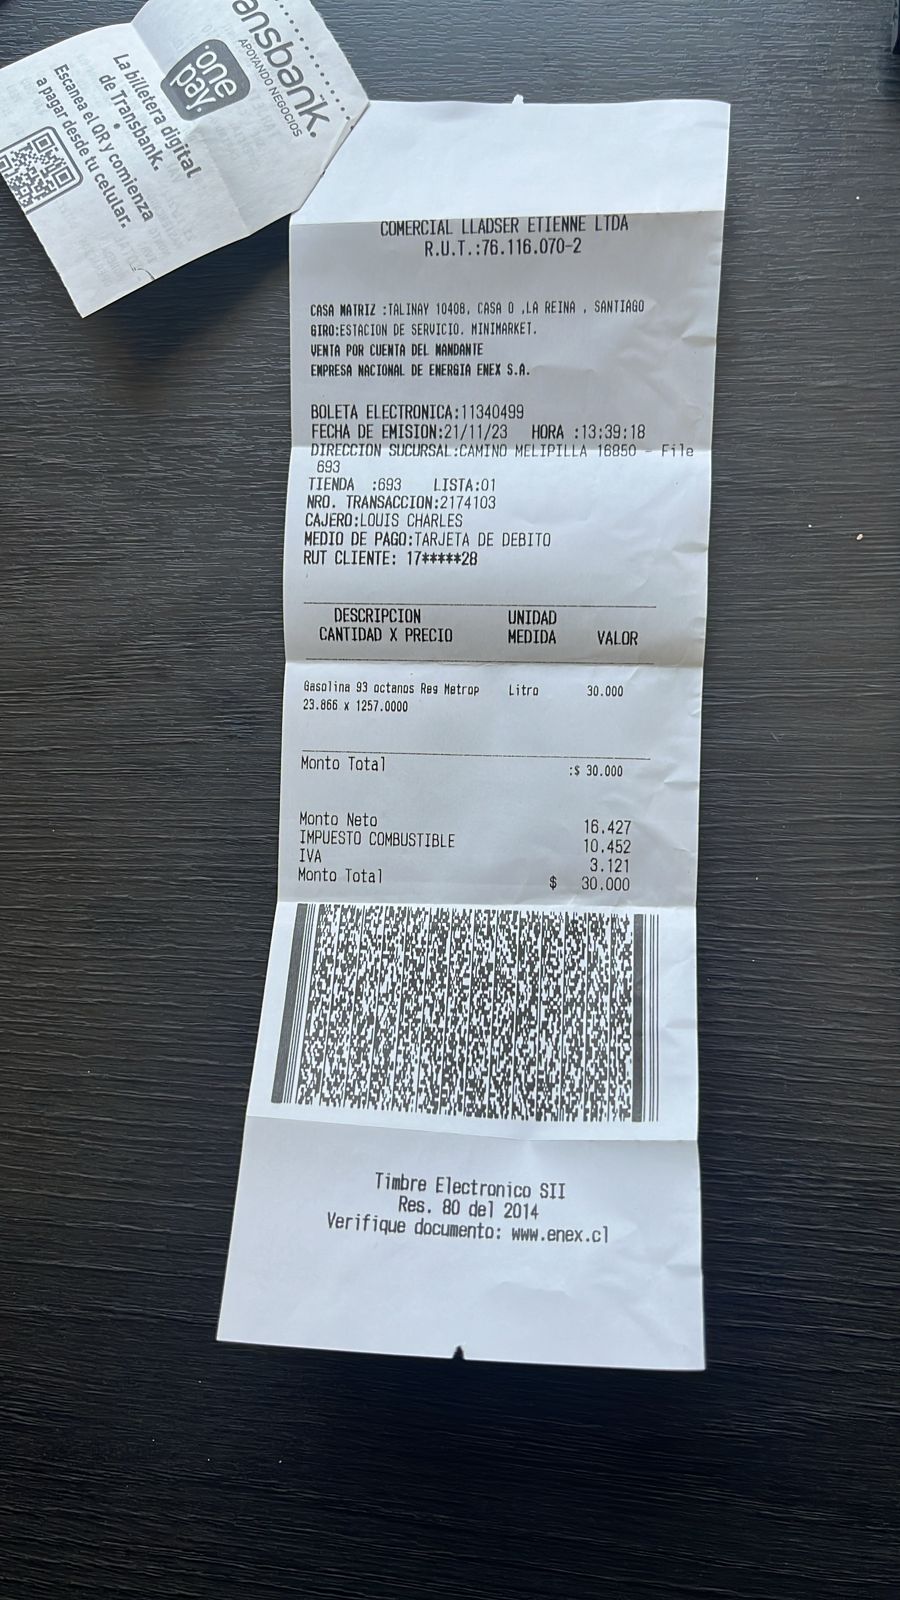 ansbank.
APOYANDO NEGOCIOS
one
pay
La billetera digital
de Transbank.
Escanea el QR y comienza
a pagar desde tu celular.
COMERCIAL LLADSER ETIENNE LTDA
R.U.T.:76.116.070-2
CASA MATRIZ :TALINAY 10408, CASA D ,LA REINA , SANTIAGO
GIRO:ESTACION DE SERVICIO. MINIMARKET.
VENTA POR CUENTA DEL MANDANTE
EMPRESA NACIONAL DE ENERGIA ENEX S.A.
BOLETA ELECTRONICA:11340499
FECHA DE EMISION:21/11/23 HORA :13:39:18
DIRECCION SUCURSAL:CAMINO MELIPILLA 16850 - File
693
TIENDA :693 LISTA:01
NRO. TRANSACCION:2174103
CAJERO:LOUIS CHARLES
MEDIO DE PAGO:TARJETA DE DEBITO
RUT CLIENTE: 17*****28
DESCRIPCION UNIDAD
CANTIDAD X PRECIO MEDIDA VALOR
Gasolina 93 octanos Reg Metrop Litro 30.000
23.866 x 1257.0000
Monto Total :$ 30.000
Monto Neto 16.427
IMPUESTO COMBUSTIBLE 10.452
IVA 3.121
Monto Total $ 30.000
Timbre Electronico SII
Res. 80 del 2014
Verifique documento: www.enex.cl